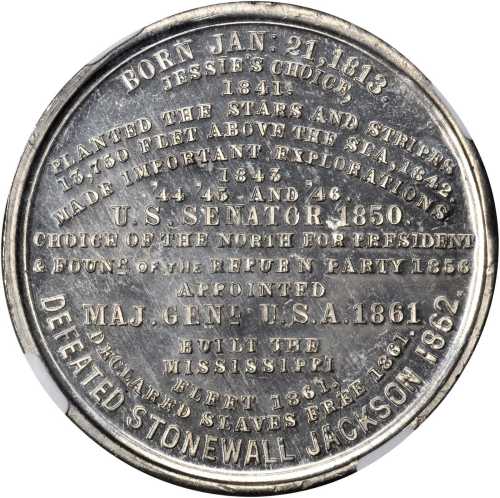 BORN JAN: 21, 1813
JESSIE'S CHOICE,
1841.
PLANTED THE STARS AND STRIPES
13,750 FEET ABOVE THE SEA, 1842.
MADE IMPORTANT EXPLORATIONS
1843
'44 '45 AND '46
U.S. SENATOR 1850.
CHOICE OF THE NORTH FOR PRESIDENT
& FOUNR. OF THE REPUBN PARTY 1856
APPOINTED
MAJ. GENL U.S.A. 1861
BUILT THE
MISSISSIPPI
FLEET 1861.
DECLARED SLAVES FREE 1861.
DEFEATED STONEWALL JACKSON 1862.